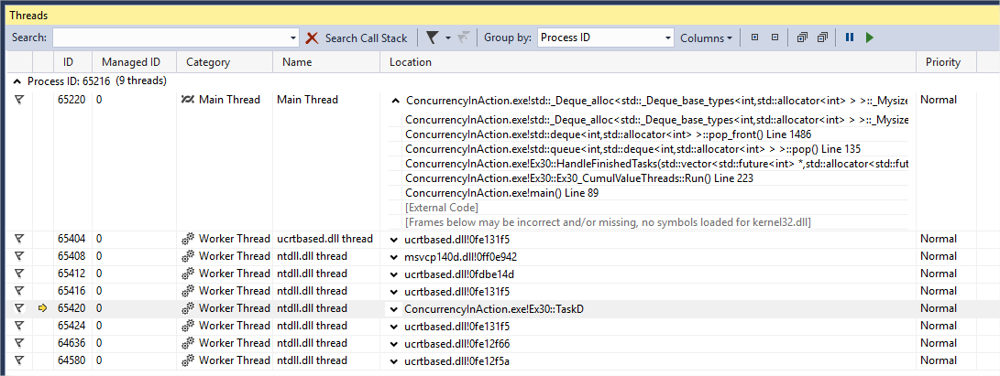 Threads
Search: Search Call Stack Group by: Process ID Columns
ID Managed ID Category Name Location Priority
Process ID: 65216 (9 threads)
65220 0 Main Thread Main Thread ConcurrencyInAction.exe!std::_Deque_alloc<std::_Deque_base_types<int,std::allocator<int> > >::_Mysize Normal
ConcurrencyInAction.exe!std::_Deque_alloc<std::_Deque_base_types<int,std::allocator<int> > >::_Mysize
ConcurrencyInAction.exe!std::deque<int,std::allocator<int> >::pop_front() Line 1486
ConcurrencyInAction.exe!std::queue<int,std::deque<int,std::allocator<int> > >::pop() Line 135
ConcurrencyInAction.exe!Ex30::HandleFinishedTasks(std::vector<std::future<int> *,std::allocator<std::fut
ConcurrencyInAction.exe!Ex30::Ex30_CumulValueThreads::Run() Line 223
ConcurrencyInAction.exe!main() Line 89
[External Code]
[Frames below may be incorrect and/or missing, no symbols loaded for kernel32.dll]
65404 0 Worker Thread ucrtbased.dll thread ucrtbased.dll!0fe131f5 Normal
65408 0 Worker Thread ntdll.dll thread msvcp140d.dll!0ff0e942 Normal
65412 0 Worker Thread ntdll.dll thread ucrtbased.dll!0fdbe14d Normal
65416 0 Worker Thread ntdll.dll thread ucrtbased.dll!0fe131f5 Normal
65420 0 Worker Thread ntdll.dll thread ConcurrencyInAction.exe!Ex30::TaskD Normal
65424 0 Worker Thread ntdll.dll thread ucrtbased.dll!0fe131f5 Normal
64636 0 Worker Thread ntdll.dll thread ucrtbased.dll!0fe12f66 Normal
64580 0 Worker Thread ntdll.dll thread ucrtbased.dll!0fe12f5a Normal